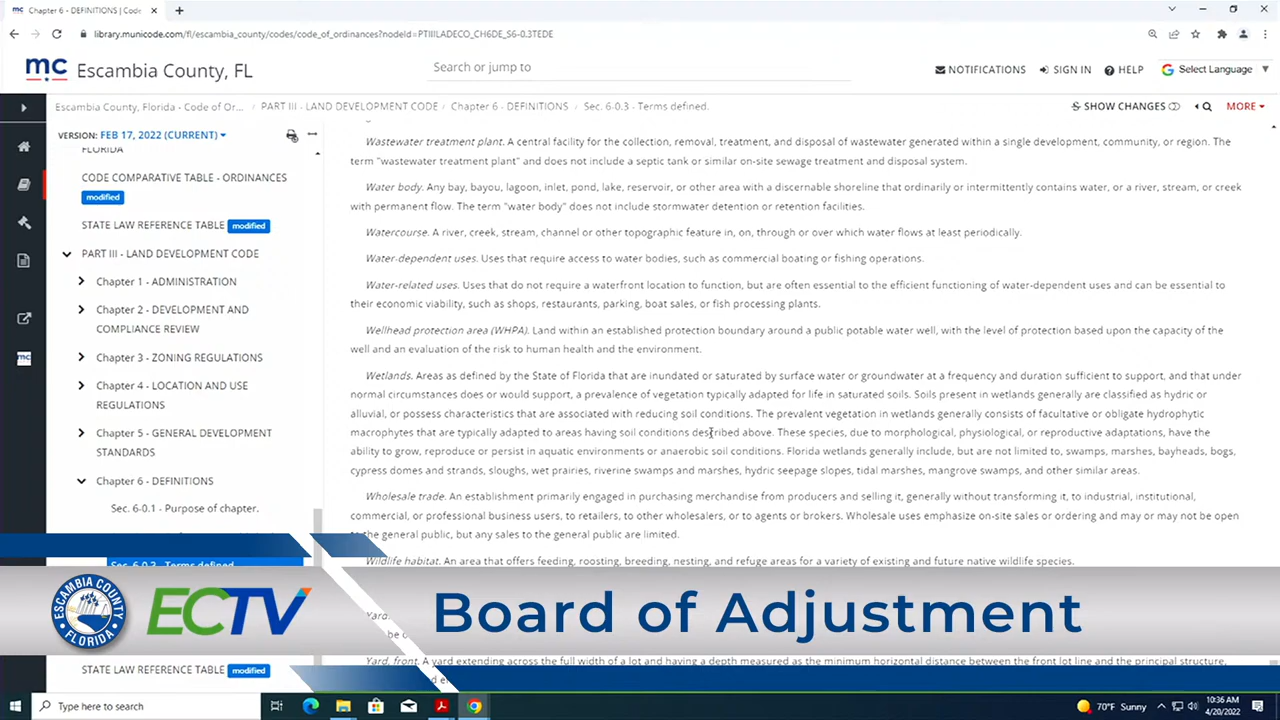 Chapter 6 - DEFINITIONS | Code
library.municode.com/fl/escambia_county/codes/code_of_ordinances?nodeId=PTIIILADECO_CH6DE_S6-0.3TEDE
mc Escambia County, FL
Search or jump to
NOTIFICATIONS SIGN IN HELP Select Language
Escambia County, Florida - Code of Or... / PART III - LAND DEVELOPMENT CODE / Chapter 6 - DEFINITIONS / Sec. 6-0.3 - Terms defined.
SHOW CHANGES MORE
VERSION: FEB 17, 2022 (CURRENT)
FLORIDA
CODE COMPARATIVE TABLE - ORDINANCES
modified
STATE LAW REFERENCE TABLE modified
PART III - LAND DEVELOPMENT CODE
Chapter 1 - ADMINISTRATION
Chapter 2 - DEVELOPMENT AND
COMPLIANCE REVIEW
Chapter 3 - ZONING REGULATIONS
Chapter 4 - LOCATION AND USE
REGULATIONS
Chapter 5 - GENERAL DEVELOPMENT
STANDARDS
Chapter 6 - DEFINITIONS
Sec. 6-0.1 - Purpose of chapter.
Sec. 6-0.3 - Terms defined.
STATE LAW REFERENCE TABLE modified
Wastewater treatment plant. A central facility for the collection, removal, treatment, and disposal of wastewater generated within a single development, community, or region. The
term "wastewater treatment plant" and does not include a septic tank or similar on-site sewage treatment and disposal system.
Water body. Any bay, bayou, lagoon, inlet, pond, lake, reservoir, or other area with a discernable shoreline that ordinarily or intermittently contains water, or a river, stream, or creek
with permanent flow. The term "water body" does not include stormwater detention or retention facilities.
Watercourse. A river, creek, stream, channel or other topographic feature in, on, through or over which water flows at least periodically.
Water-dependent uses. Uses that require access to water bodies, such as commercial boating or fishing operations.
Water-related uses. Uses that do not require a waterfront location to function, but are often essential to the efficient functioning of water-dependent uses and can be essential to
their economic viability, such as shops, restaurants, parking, boat sales, or fish processing plants.
Wellhead protection area (WHPA). Land within an established protection boundary around a public potable water well, with the level of protection based upon the capacity of the
well and an evaluation of the risk to human health and the environment.
Wetlands. Areas as defined by the State of Florida that are inundated or saturated by surface water or groundwater at a frequency and duration sufficient to support, and that under
normal circumstances does or would support, a prevalence of vegetation typically adapted for life in saturated soils. Soils present in wetlands generally are classified as hydric or
alluvial, or possess characteristics that are associated with reducing soil conditions. The prevalent vegetation in wetlands generally consists of facultative or obligate hydrophytic
macrophytes that are typically adapted to areas having soil conditions described above. These species, due to morphological, physiological, or reproductive adaptations, have the
ability to grow, reproduce or persist in aquatic environments or anaerobic soil conditions. Florida wetlands generally include, but are not limited to, swamps, marshes, bayheads, bogs,
cypress domes and strands, sloughs, wet prairies, riverine swamps and marshes, hydric seepage slopes, tidal marshes, mangrove swamps, and other similar areas.
Wholesale trade. An establishment primarily engaged in purchasing merchandise from producers and selling it, generally without transforming it, to industrial, institutional,
commercial, or professional business users, to retailers, to other wholesalers, or to agents or brokers. Wholesale uses emphasize on-site sales or ordering and may or may not be open
the general public, but any sales to the general public are limited.
Wildlife habitat. An area that offers feeding, roosting, breeding, nesting, and refuge areas for a variety of existing and future native wildlife species.
Yard.
be
Yard, front. A yard extending across the full width of a lot and having a depth measured as the minimum horizontal distance between the front lot line and the principal structure,
ESCAMBIA COUNTY FLORIDA
ECTV
Board of Adjustment
Type here to search
70°F Sunny
10:36 AM
4/20/2022